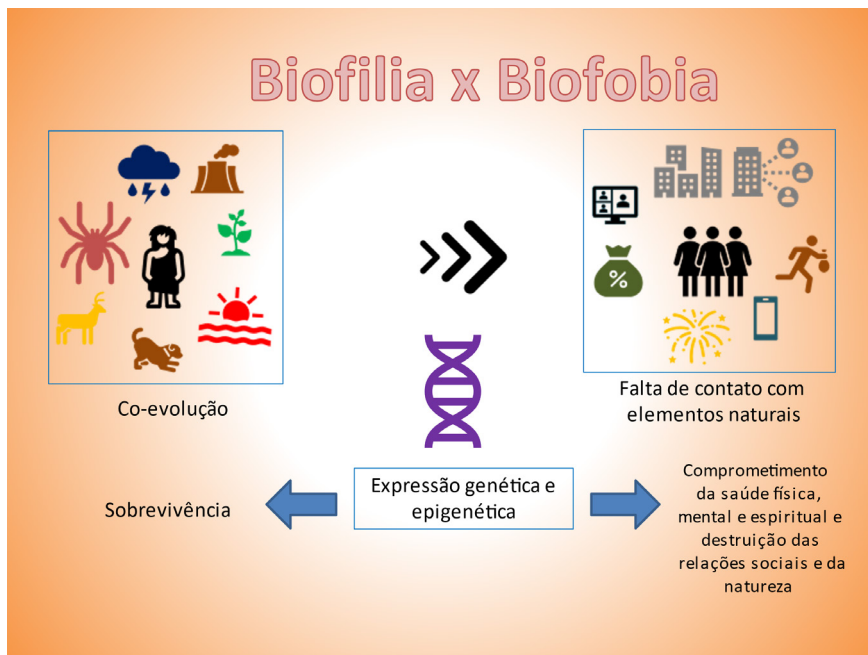 Biofilia x Biofobia
%
Co-evolução
Falta de contato com
elementos naturais
Sobrevivência
Expressão genética e
epigenética
Comprometimento
da saúde física,
mental e espiritual e
destruição das
relações sociais e da
natureza